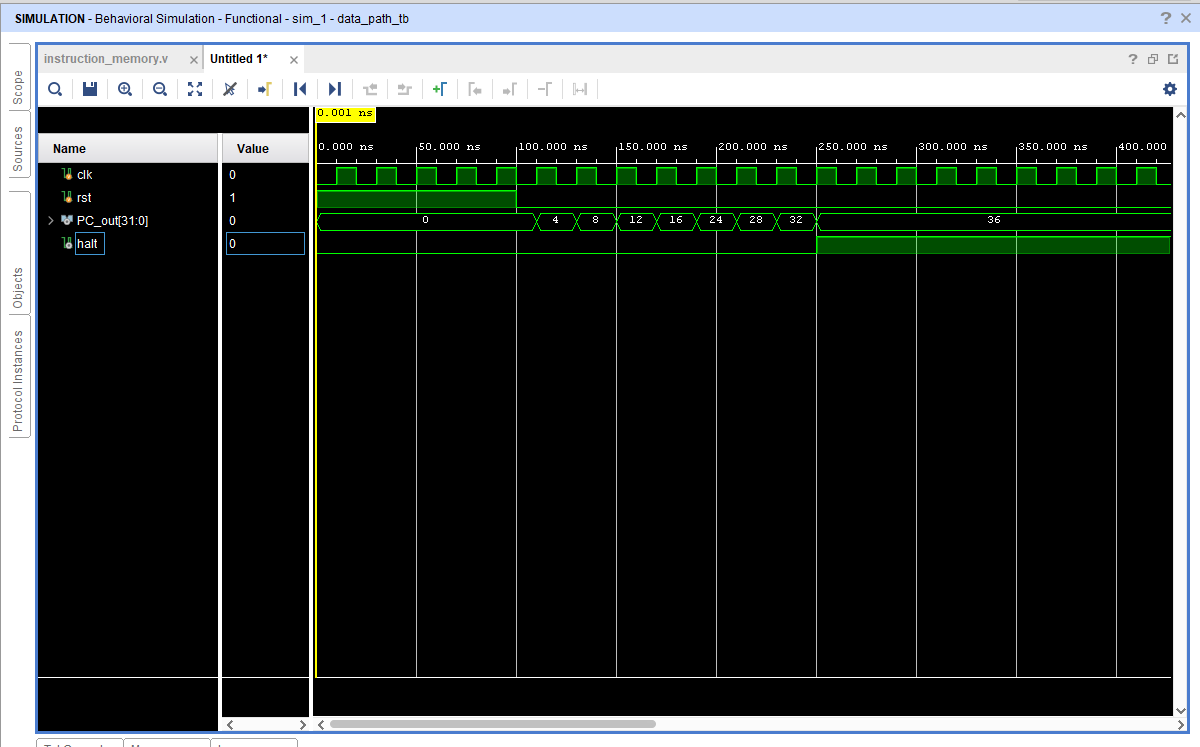 SIMULATION - Behavioral Simulation - Functional - sim_1 - data_path_tb
? ×
instruction_memory.v × Untitled 1* ×
?
Scope
Sources
Objects
Protocol Instances
0.001 ns
Name Value
0.000 ns 50.000 ns 100.000 ns 150.000 ns 200.000 ns 250.000 ns 300.000 ns 350.000 ns 400.000
clk 0
rst 1
PC_out[31:0] 0 0 4 8 12 16 24 28 32 36
halt 0